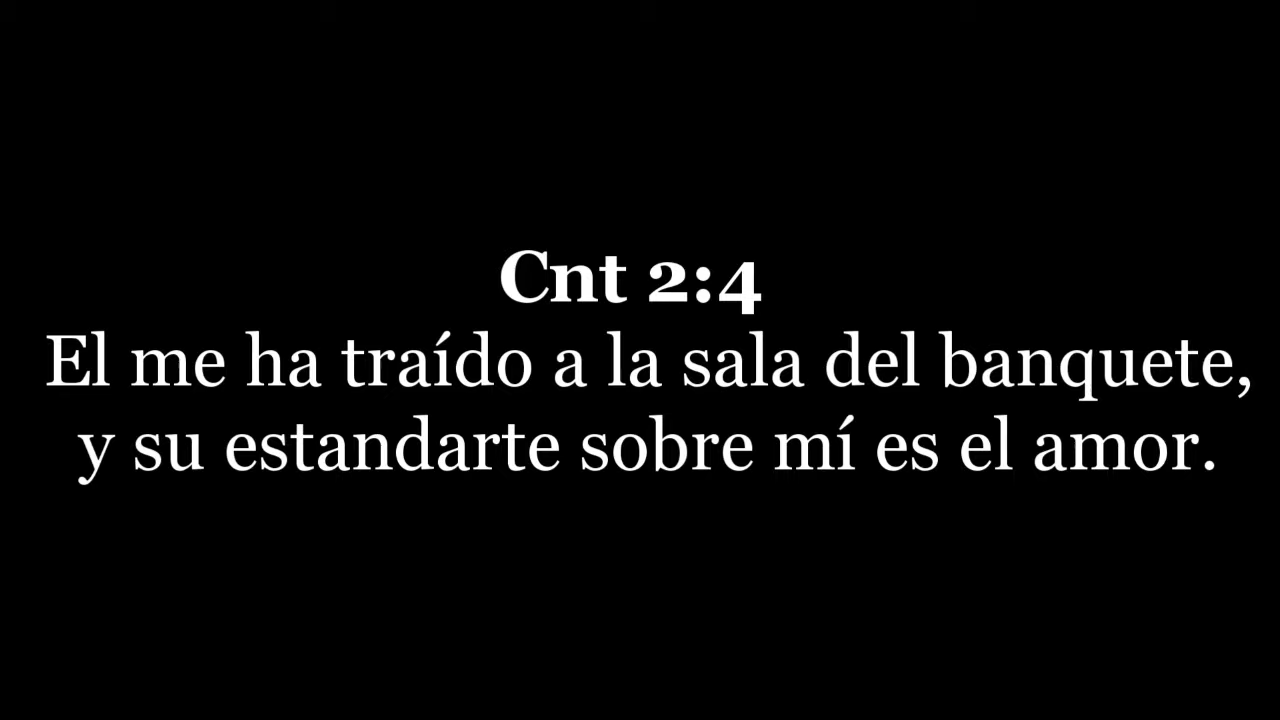 Cnt 2:4
El me ha traído a la sala del banquete,
y su estandarte sobre mí es el amor.